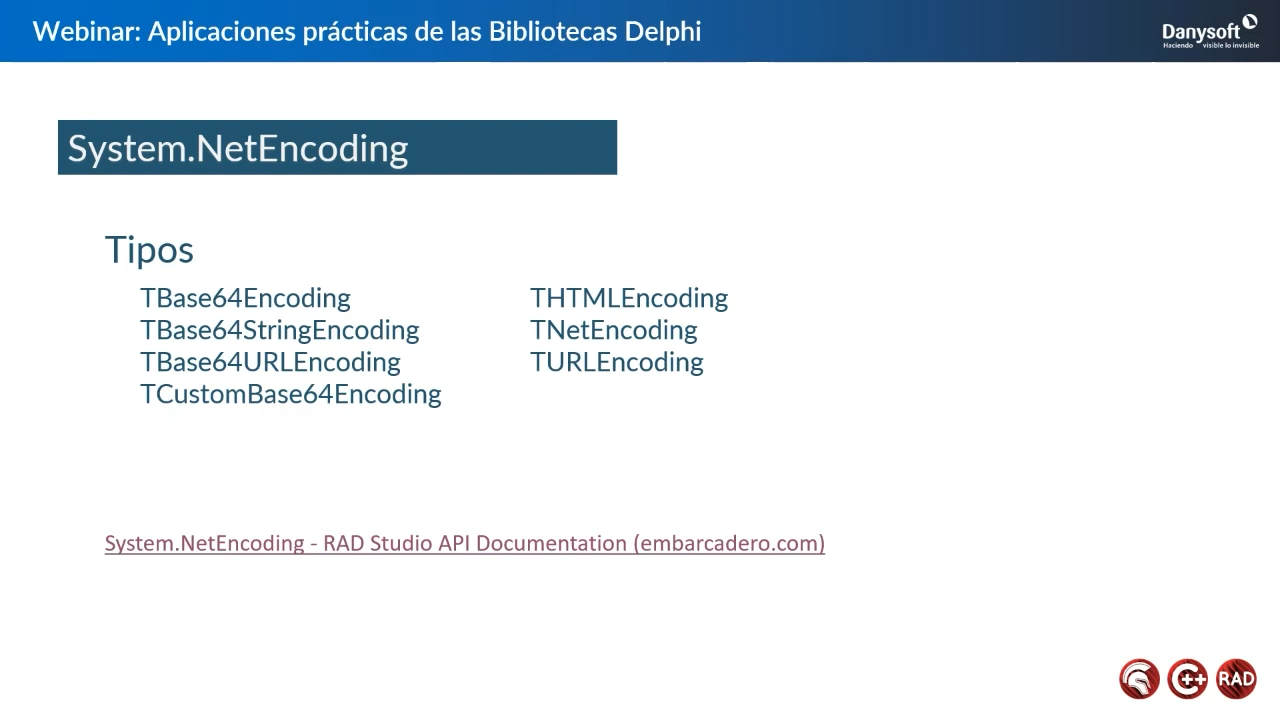 Webinar: Aplicaciones prácticas de las Bibliotecas Delphi
Danysoft
Haciendo visible lo invisible
System.NetEncoding
Tipos
TBase64Encoding
TBase64StringEncoding
TBase64URLEncoding
TCustomBase64Encoding
THTMLEncoding
TNetEncoding
TURLEncoding
System.NetEncoding - RAD Studio API Documentation (embarcadero.com)
C++
RAD